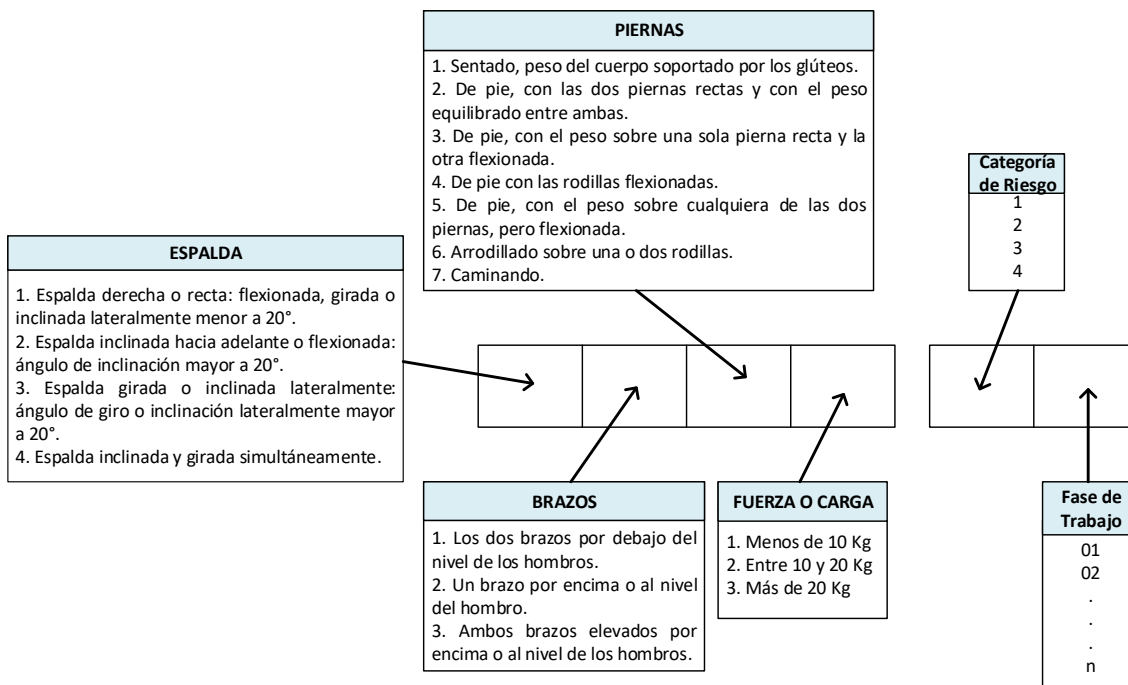 PIERNAS
1. Sentado, peso del cuerpo soportado por los glúteos.
2. De pie, con las dos piernas rectas y con el peso
equilibrado entre ambas.
3. De pie, con el peso sobre una sola pierna recta y la
otra flexionada.
4. De pie con las rodillas flexionadas.
5. De pie, con el peso sobre cualquiera de las dos
piernas, pero flexionada.
6. Arrodillado sobre una o dos rodillas.
7. Caminando.
Categoría
de Riesgo
1
2
3
4
ESPALDA
1. Espalda derecha o recta: flexionada, girada o
inclinada lateralmente menor a 20°.
2. Espalda inclinada hacia adelante o flexionada:
ángulo de inclinación mayor a 20°.
3. Espalda girada o inclinada lateralmente:
ángulo de giro o inclinación lateralmente mayor
a 20°.
4. Espalda inclinada y girada simultáneamente.
BRAZOS
1. Los dos brazos por debajo del
nivel de los hombros.
2. Un brazo por encima o al nivel
del hombro.
3. Ambos brazos elevados por
encima o al nivel de los hombros.
FUERZA O CARGA
1. Menos de 10 Kg
2. Entre 10 y 20 Kg
3. Más de 20 Kg
Fase de
Trabajo
01
02
.
.
.
n